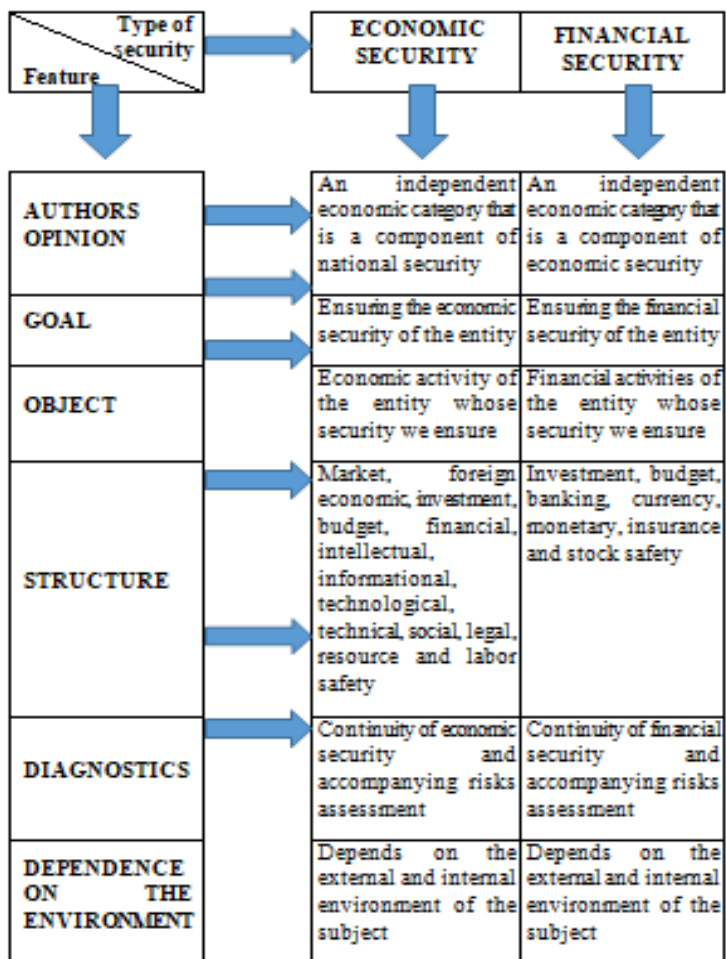 Type of
security
Feature
ECONOMIC
SECURITY
FINANCIAL
SECURITY
AUTHORS
OPINION
An independent
economic category that
is a component of
national security
An independent
economic category that
is a component of
economic security
GOAL
Ensuring the economic
security of the entity
Ensuring the financial
security of the entity
OBJECT
Economic activity of
the entity whose
security we ensure
Financial activities of
the entity whose
security we ensure
STRUCTURE
Market, foreign
economic, investment,
budget, financial,
intellectual,
informational,
technological,
technical, social, legal,
resource and labor
safety
Investment, budget,
banking, currency,
monetary, insurance
and stock safety
DIAGNOSTICS
Continuity of economic
security and
accompanying risks
assessment
Continuity of financial
security and
accompanying risks
assessment
DEPENDENCE
ON THE
ENVIRONMENT
Depends on the
external and internal
environment of the
subject
Depends on the
external and internal
environment of the
subject